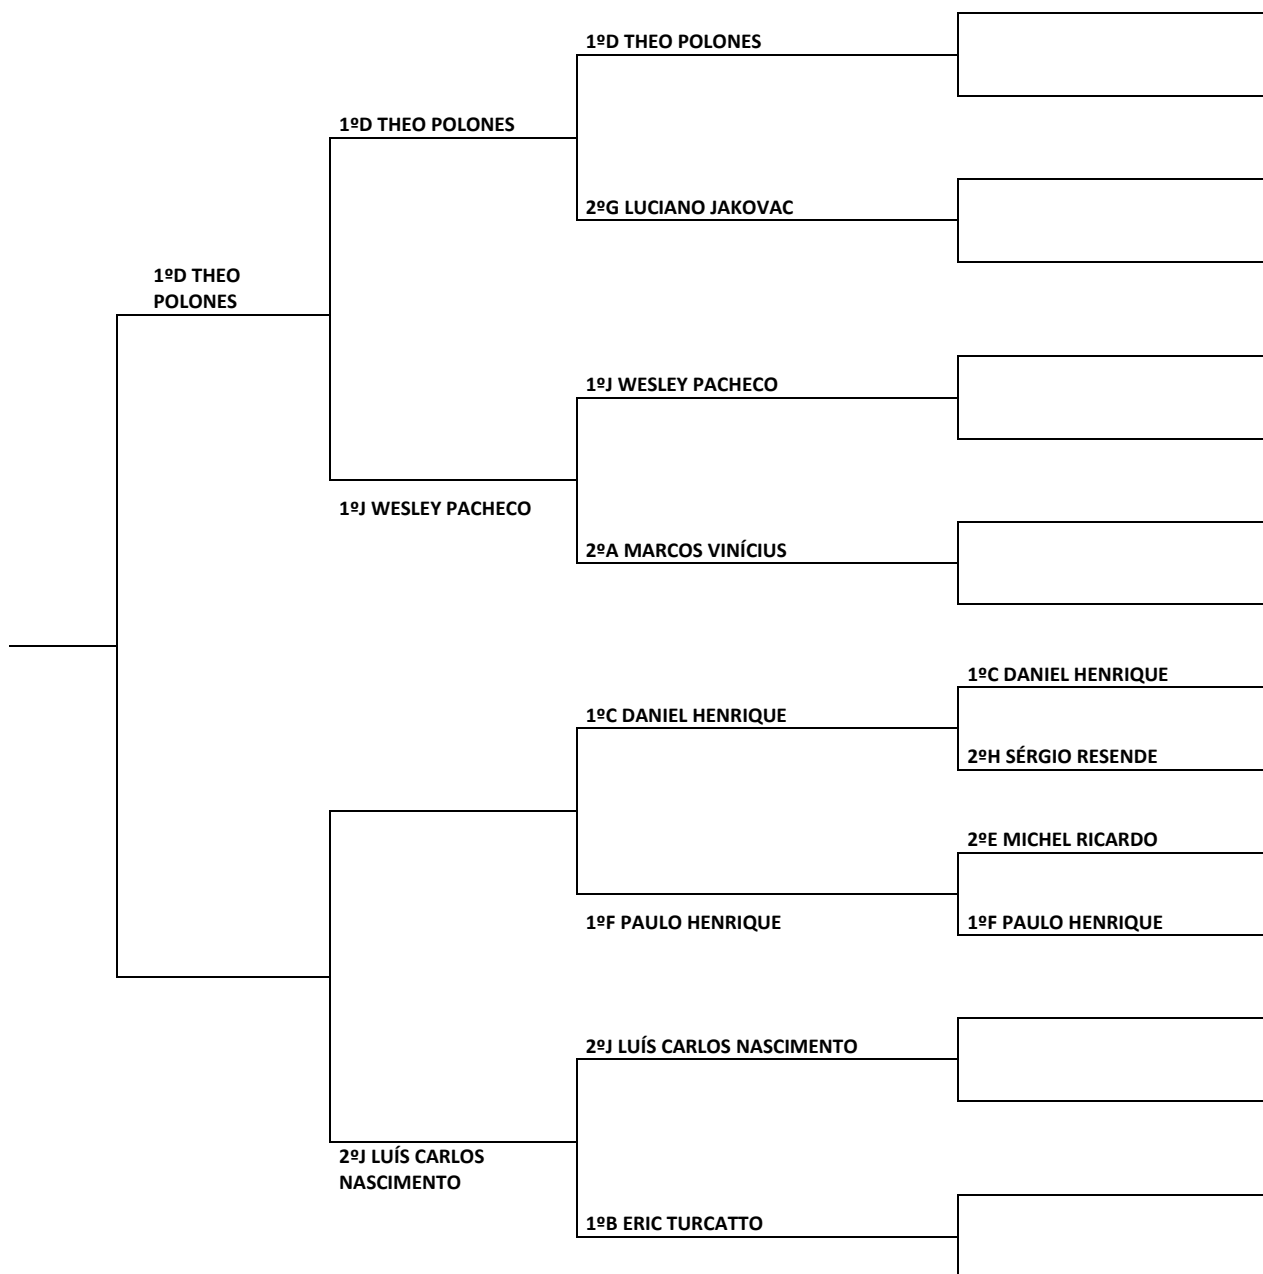 1ºD THEO POLONES
1ºD THEO POLONES
2ºG LUCIANO JAKOVAC
1ºD THEO
POLONES
1ºJ WESLEY PACHECO
1ºJ WESLEY PACHECO
2ºA MARCOS VINÍCIUS
1ºC DANIEL HENRIQUE
1ºC DANIEL HENRIQUE
2ºH SÉRGIO RESENDE
2ºE MICHEL RICARDO
1ºF PAULO HENRIQUE
1ºF PAULO HENRIQUE
2ºJ LUÍS CARLOS NASCIMENTO
2ºJ LUÍS CARLOS
NASCIMENTO
1ºB ERIC TURCATTO